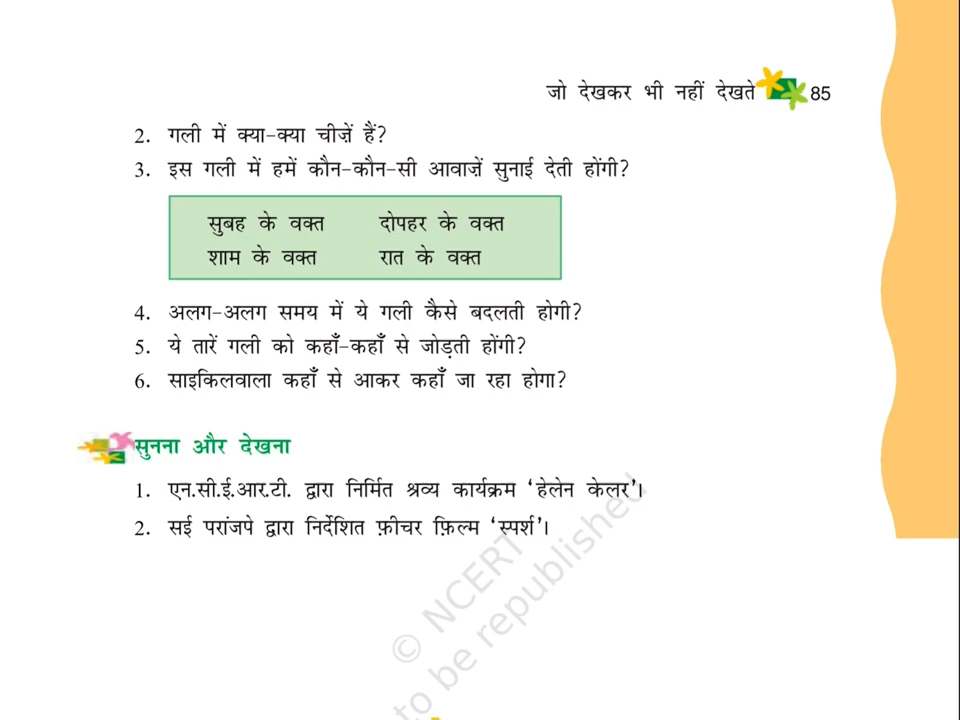 जो देखकर भी नहीं देखते 85
2. गली में क्या-क्या चीज़ें हैं?
3. इस गली में हमें कौन-कौन-सी आवाज़ें सुनाई देती होंगी?
सुबह के वक्त दोपहर के वक्त
शाम के वक्त रात के वक्त
4. अलग-अलग समय में ये गली कैसे बदलती होगी?
5. ये तारें गली को कहाँ-कहाँ से जोड़ती होंगी?
6. साइकिलवाला कहाँ से आकर कहाँ जा रहा होगा?
सुनना और देखना
1. एन.सी.ई.आर.टी. द्वारा निर्मित श्रव्य कार्यक्रम ‘हेलेन केलर’।
2. सई परांजपे द्वारा निर्देशित फ़ीचर फ़िल्म ‘स्पर्श’।
© NCERT
to be republished